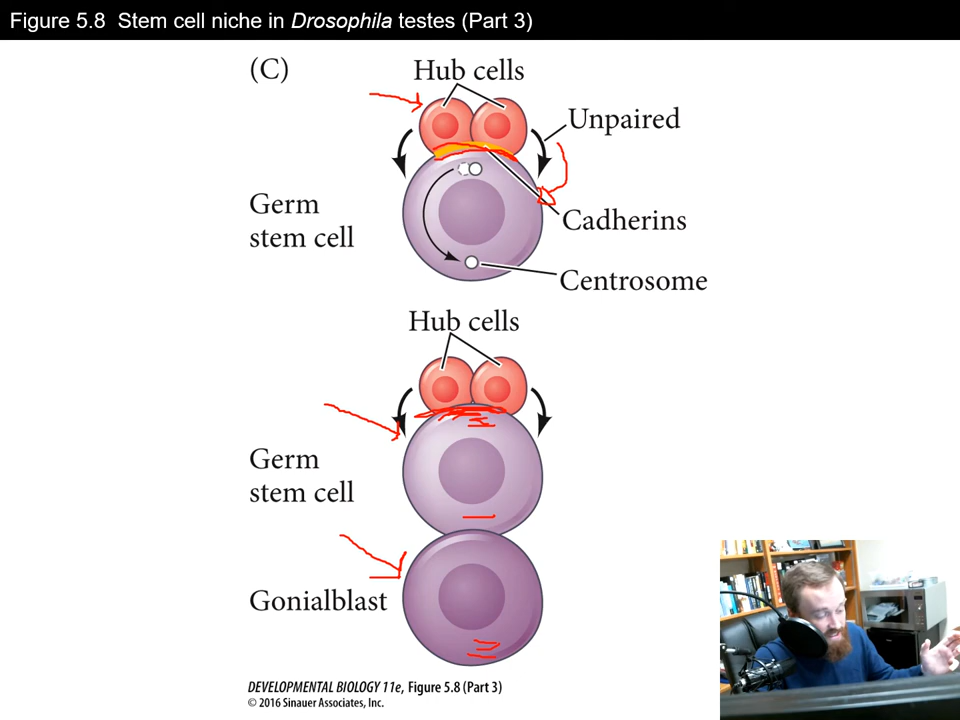 Figure 5.8 Stem cell niche in Drosophila testes (Part 3)
(C)
Hub cells
Unpaired
Germ
stem cell
Cadherins
Centrosome
Hub cells
Germ
stem cell
Gonialblast
DEVELOPMENTAL BIOLOGY 11e, Figure 5.8 (Part 3)
© 2016 Sinauer Associates, Inc.